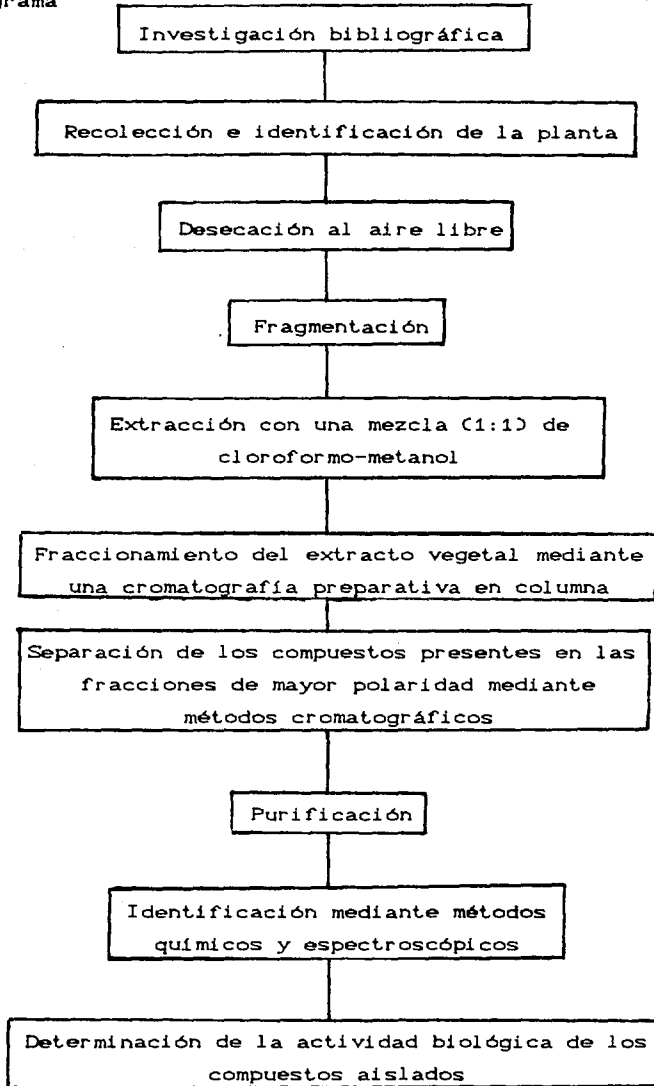 grama
Investigación bibliográfica
Recolección e identificación de la planta
Desecación al aire libre
Fragmentación
Extracción con una mezcla (1:1) de
cloroformo-metanol
Fraccionamiento del extracto vegetal mediante
una cromatografía preparativa en columna
Separación de los compuestos presentes en las
fracciones de mayor polaridad mediante
métodos cromatográficos
Purificación
Identificación mediante métodos
químicos y espectroscópicos
Determinación de la actividad biológica de los
compuestos aislados